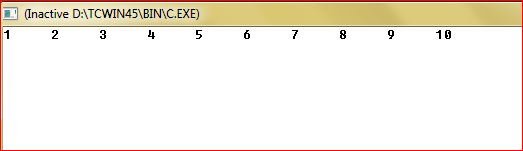 (Inactive D:\TCWIN45\BIN\C.EXE)
1 2 3 4 5 6 7 8 9 10